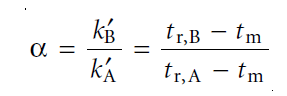 α = k′B / k′A = (tr,B − tm) / (tr,A − tm)